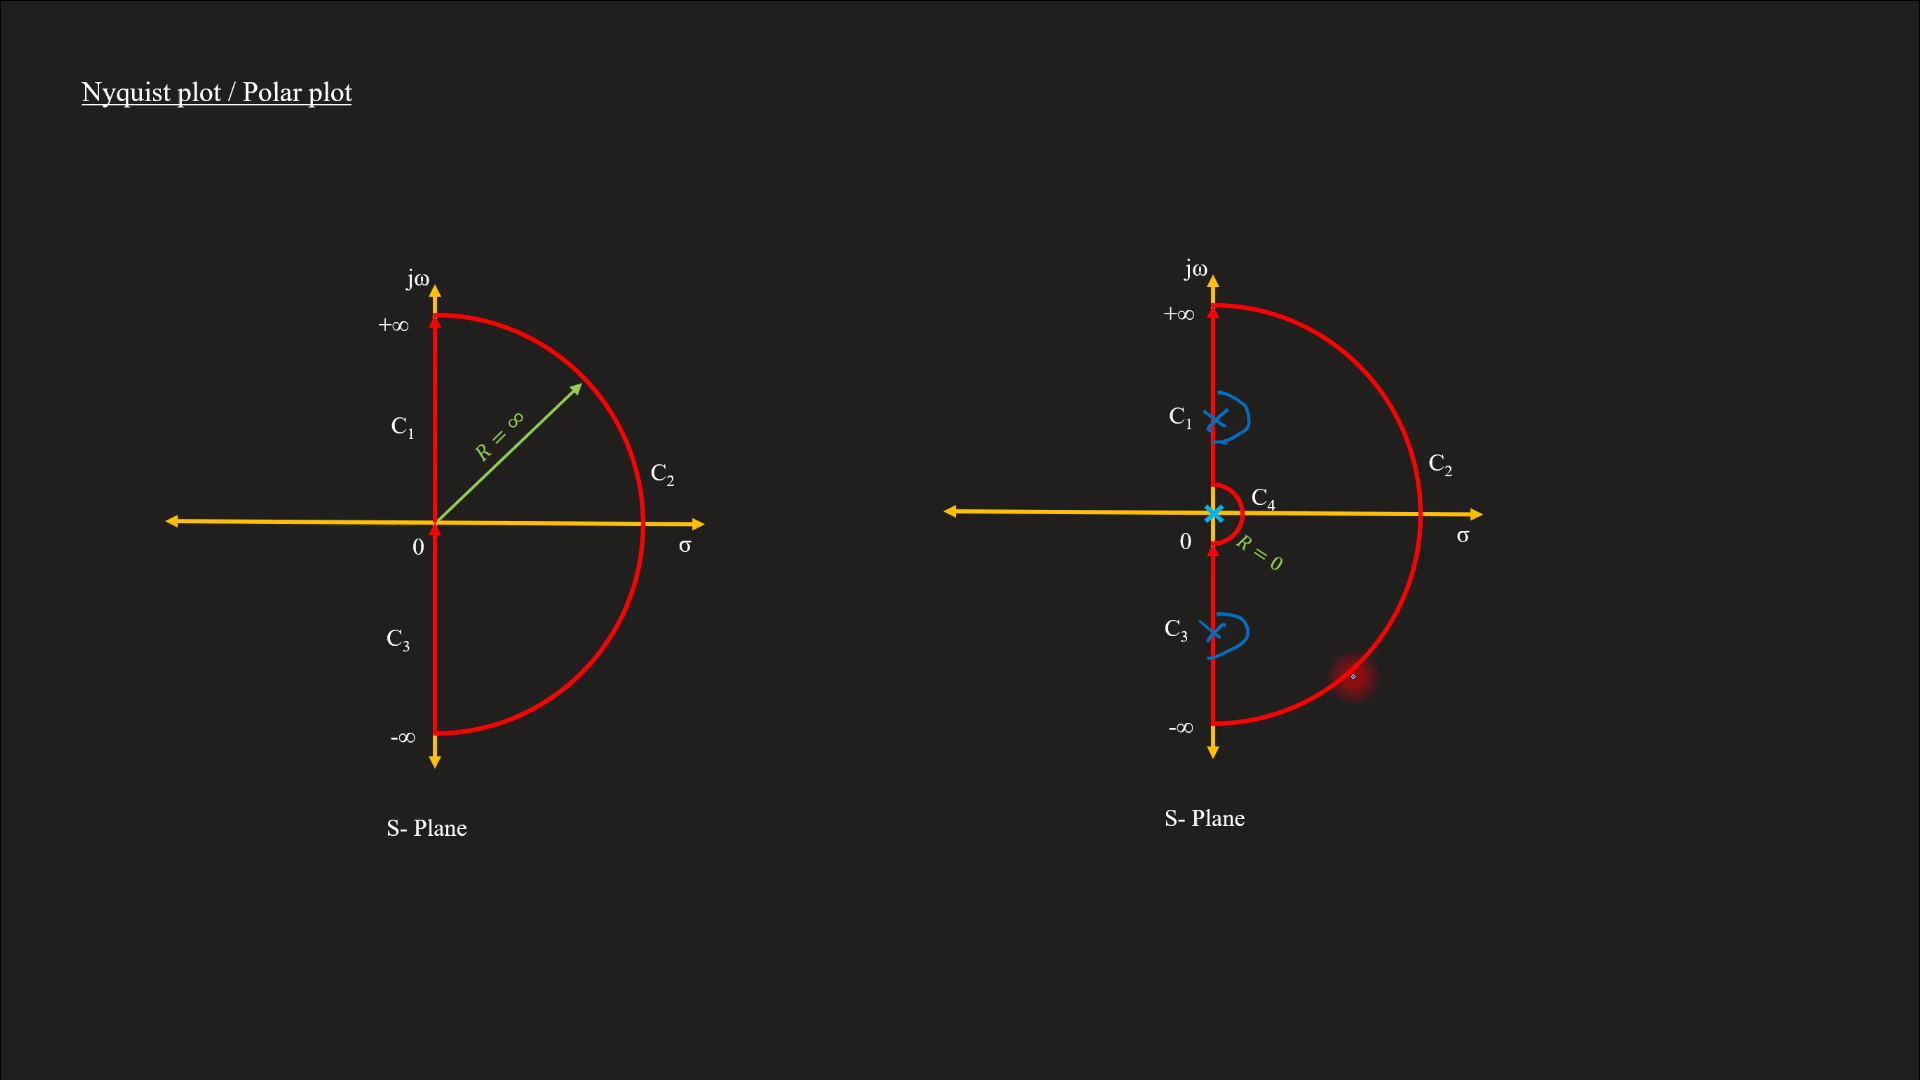 Nyquist plot / Polar plot
jω
+∞
R = ∞
C₁
C₂
0
σ
C₃
-∞
S- Plane
jω
+∞
C₁
C₂
C₄
0
R = 0
σ
C₃
-∞
S- Plane